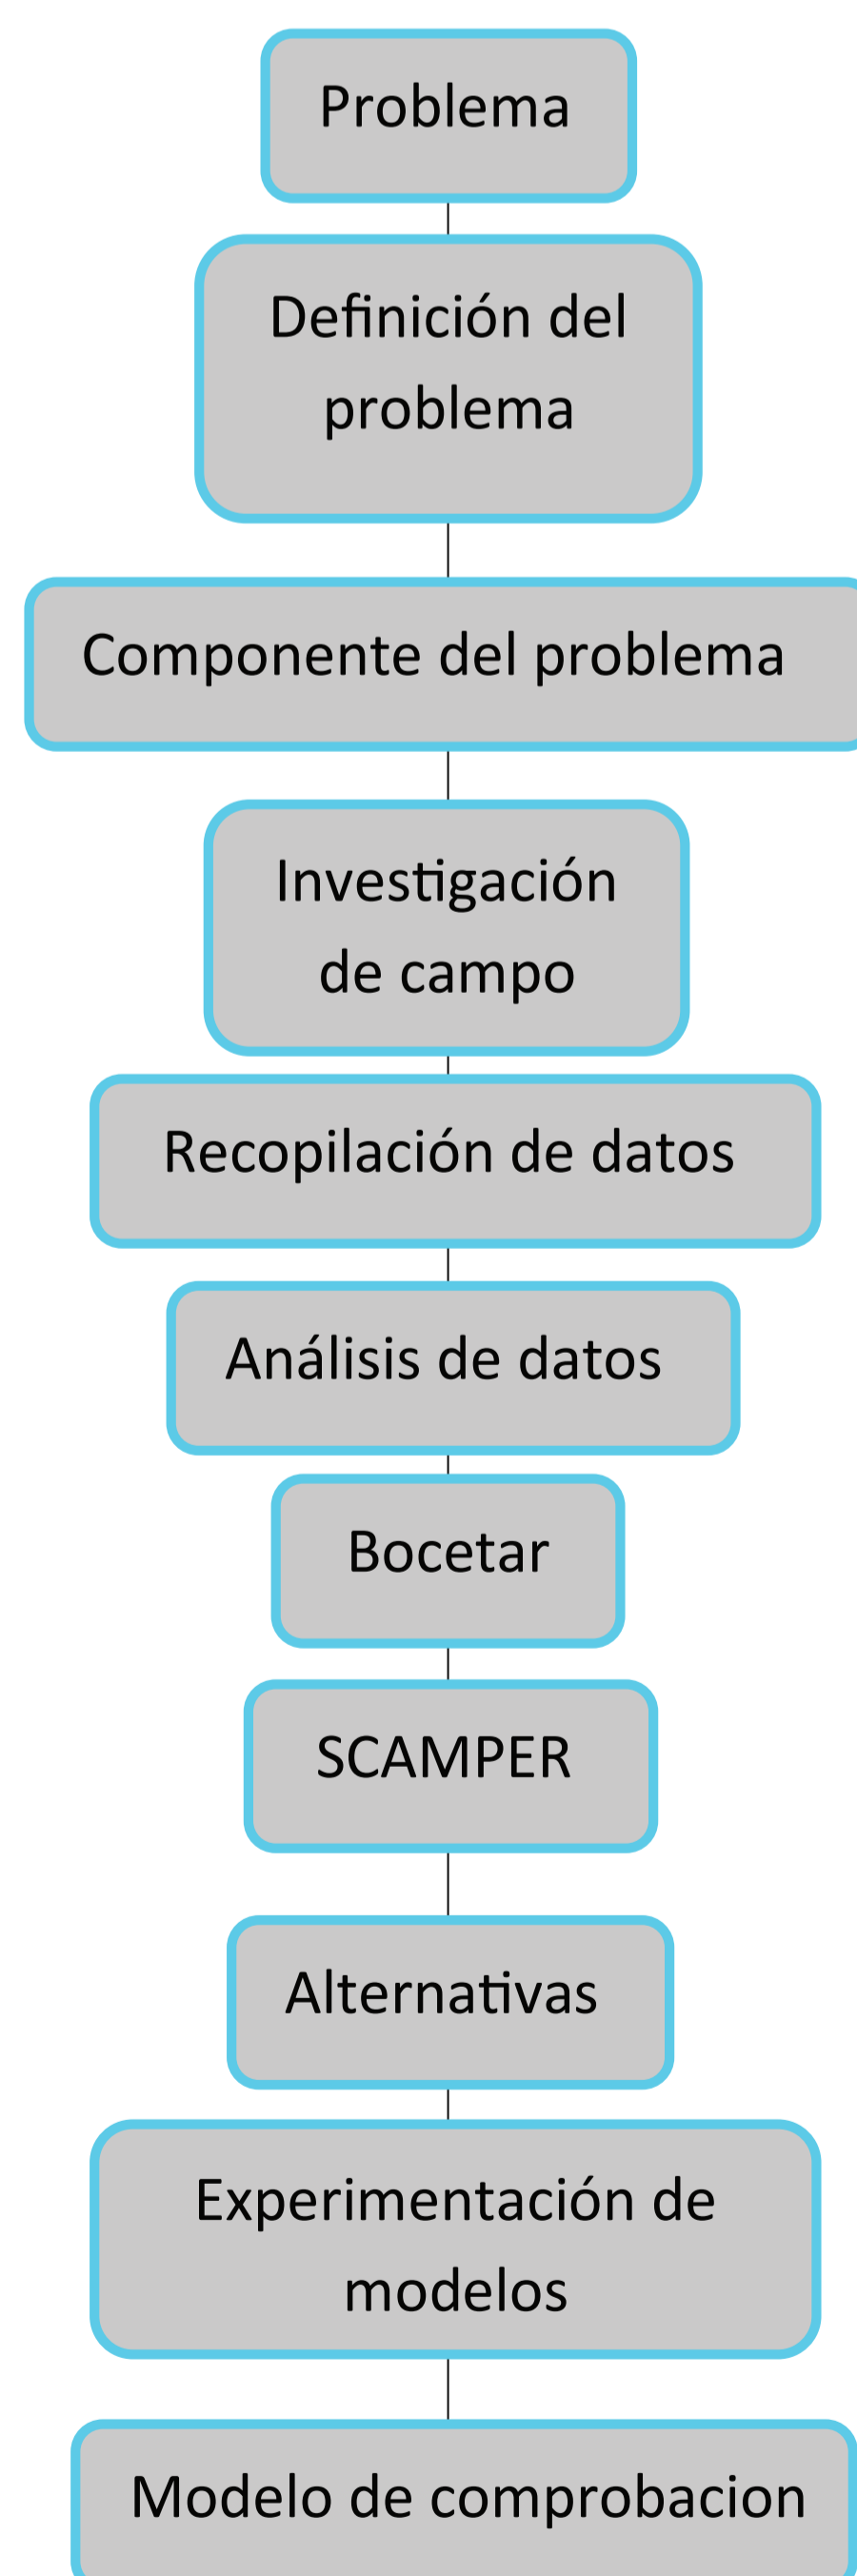 Problema
Definición del
problema
Componente del problema
Investigación
de campo
Recopilación de datos
Análisis de datos
Bocetar
SCAMPER
Alternativas
Experimentación de
modelos
Modelo de comprobacion